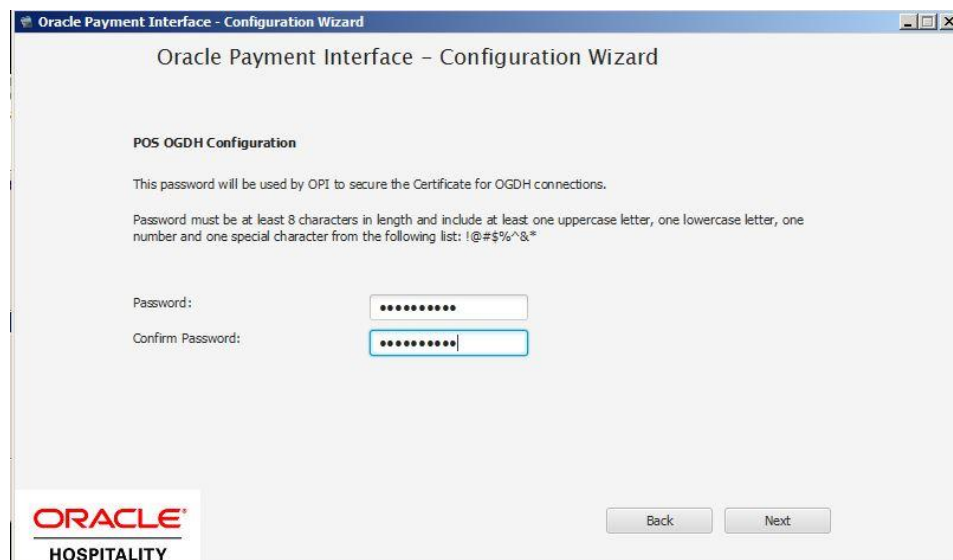 Oracle Payment Interface - Configuration Wizard
Oracle Payment Interface – Configuration Wizard
POS OGDH Configuration
This password will be used by OPI to secure the Certificate for OGDH connections.
Password must be at least 8 characters in length and include at least one uppercase letter, one lowercase letter, one
number and one special character from the following list: !@#$%^&*
Password:
••••••••••
Confirm Password:
••••••••••
Back
Next
ORACLE®
HOSPITALITY